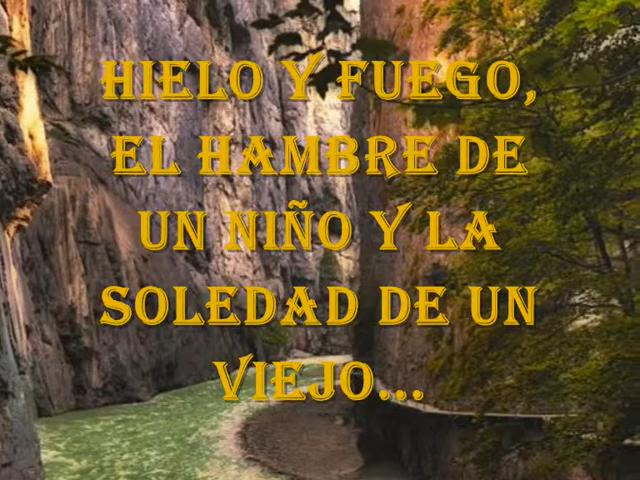 HIELO Y FUEGO,
EL HAMBRE DE
UN NIÑO Y LA
SOLEDAD DE UN
VIEJO...